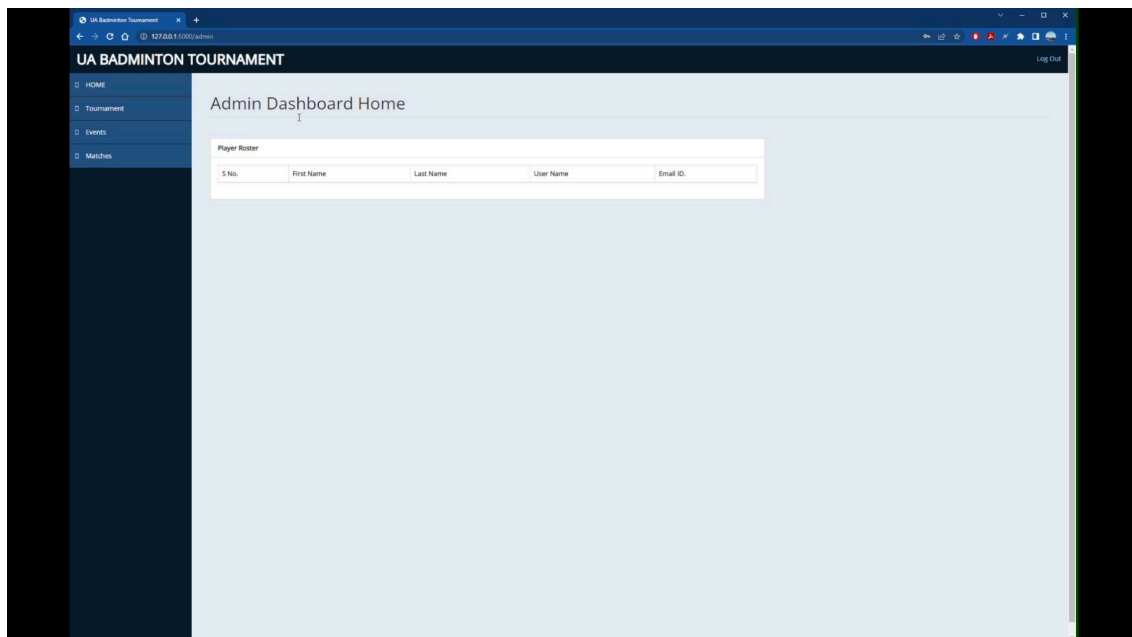 UA Badminton Tournament
127.0.0.1:5000/admin
UA BADMINTON TOURNAMENT
Log Out
HOME
Tournament
Events
Matches
Admin Dashboard Home
Player Roster
S No. First Name Last Name User Name Email ID.